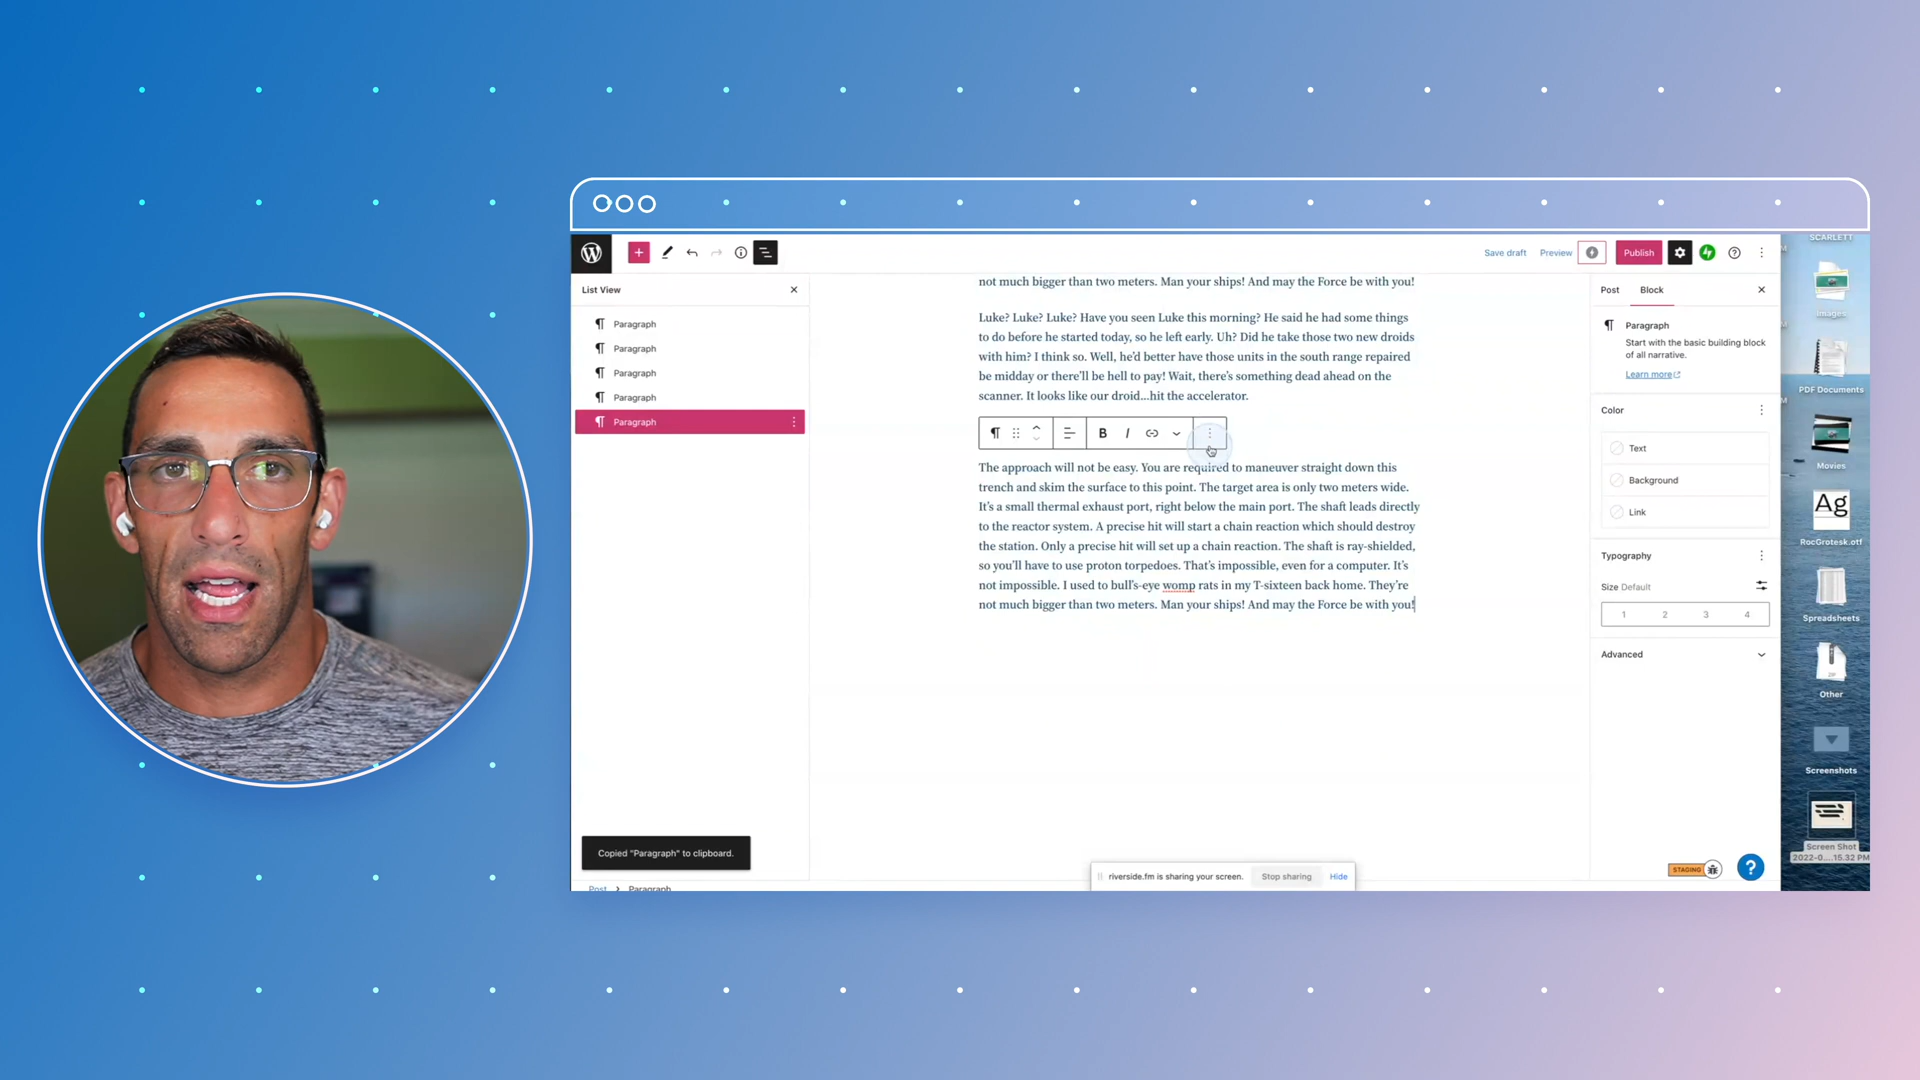 SCARLETT
Save draft
Preview
Publish
List View
Paragraph
Paragraph
Paragraph
Paragraph
Paragraph
not much bigger than two meters. Man your ships! And may the Force be with you!
Luke? Luke? Luke? Have you seen Luke this morning? He said he had some things
to do before he started today, so he left early. Uh? Did he take those two new droids
with him? I think so. Well, he'd better have those units in the south range repaired
be midday or there'll be hell to pay! Wait, there's something dead ahead on the
scanner. It looks like our droid...hit the accelerator.
B I
The approach will not be easy. You are required to maneuver straight down this
trench and skim the surface to this point. The target area is only two meters wide.
It's a small thermal exhaust port, right below the main port. The shaft leads directly
to the reactor system. A precise hit will start a chain reaction which should destroy
the station. Only a precise hit will set up a chain reaction. The shaft is ray-shielded,
so you'll have to use proton torpedoes. That's impossible, even for a computer. It's
not impossible. I used to bull's-eye womp rats in my T-sixteen back home. They're
not much bigger than two meters. Man your ships! And may the Force be with you!
Copied "Paragraph" to clipboard.
Post > Paragraph
riverside.fm is sharing your screen.
Stop sharing
Hide
Post
Block
Paragraph
Start with the basic building block
of all narrative.
Learn more
Color
Text
Background
Link
Typography
Size Default
1 2 3 4
Advanced
STAGING
?
Images
PDF Documents
Movies
Ag
RocGrotesk.otf
Spreadsheets
ZIP
Other
Screenshots
Screen Shot
2022-0....15.32 PM